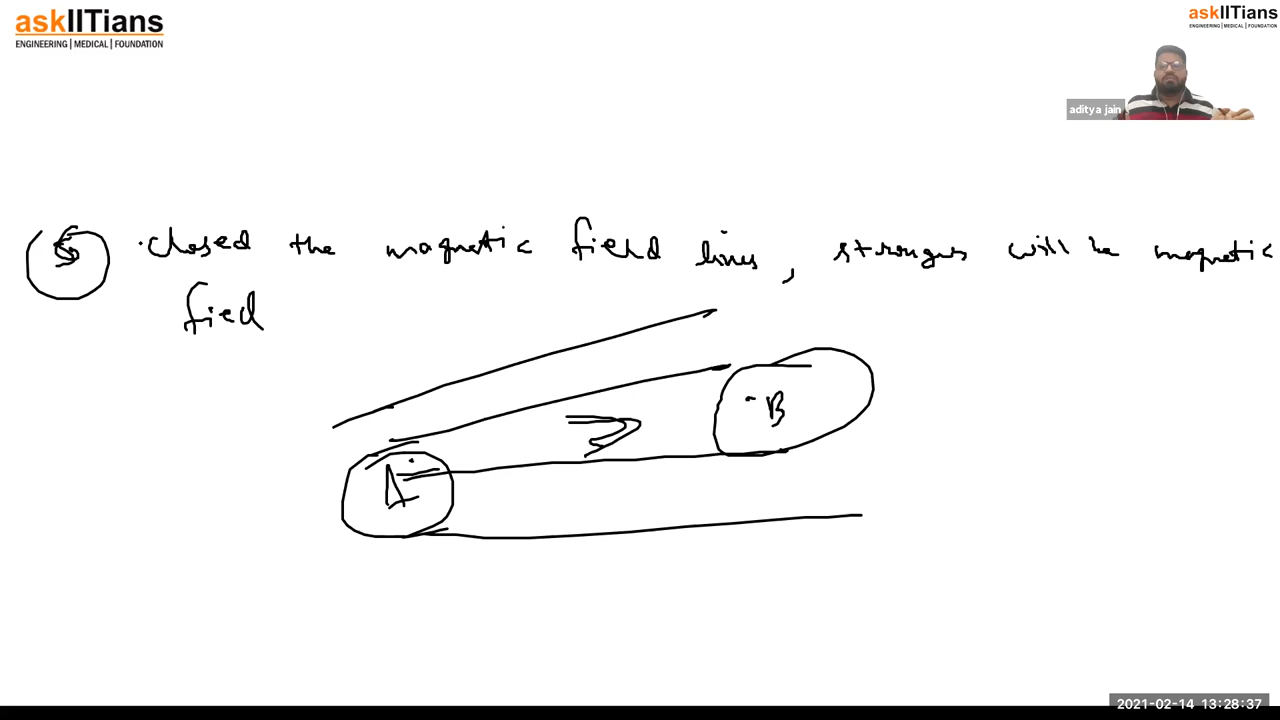 askIITians
ENGINEERING | MEDICAL | FOUNDATION
askIITians
ENGINEERING | MEDICAL | FOUNDATION
aditya jain
5 closed the magnetic field lines, stronger will be magnetic
fied
B
A
2021-02-14 13:28:37